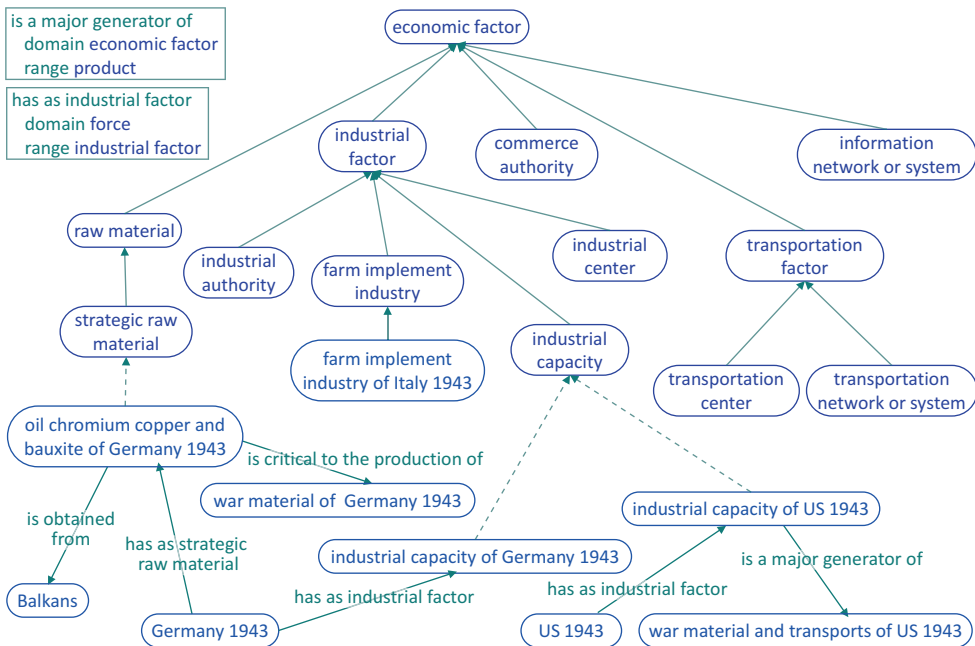 is a major generator of
domain economic factor
range product
has as industrial factor
domain force
range industrial factor
economic factor
industrial
factor
commerce
authority
information
network or system
raw material
industrial
authority
farm implement
industry
industrial
center
transportation
factor
strategic raw
material
farm implement
industry of Italy 1943
industrial
capacity
transportation
center
transportation
network or system
oil chromium copper and
bauxite of Germany 1943
is critical to the production of
war material of Germany 1943
industrial capacity of US 1943
is obtained
from
has as strategic
raw material
industrial capacity of Germany 1943
is a major generator of
has as industrial factor
has as industrial factor
Balkans
Germany 1943
US 1943
war material and transports of US 1943